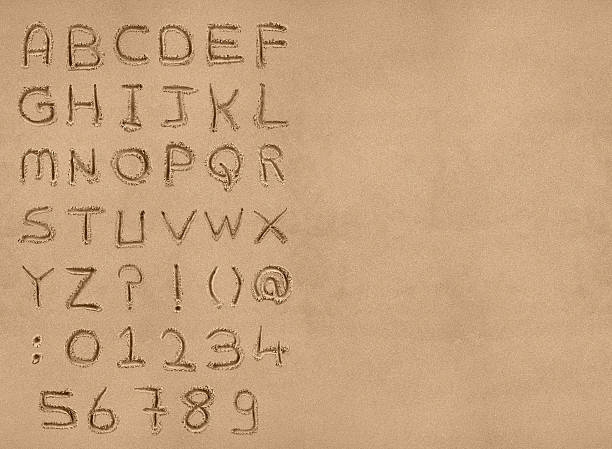 A B C D E F
G H I J K L
m N O P Q R
S T U V W X
Y Z ? ! ( ) @
: 0 1 2 3 4
5 6 7 8 9